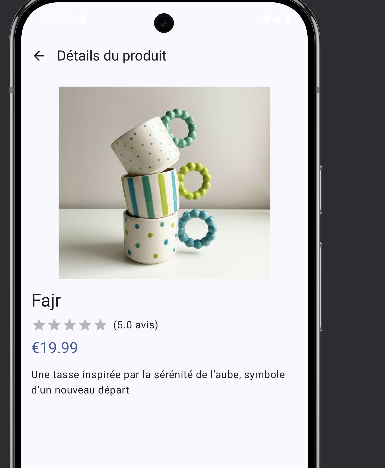 Détails du produit
Fajr
(5.0 avis)
€19.99
Une tasse inspirée par la sérénité de l'aube, symbole
d'un nouveau départ